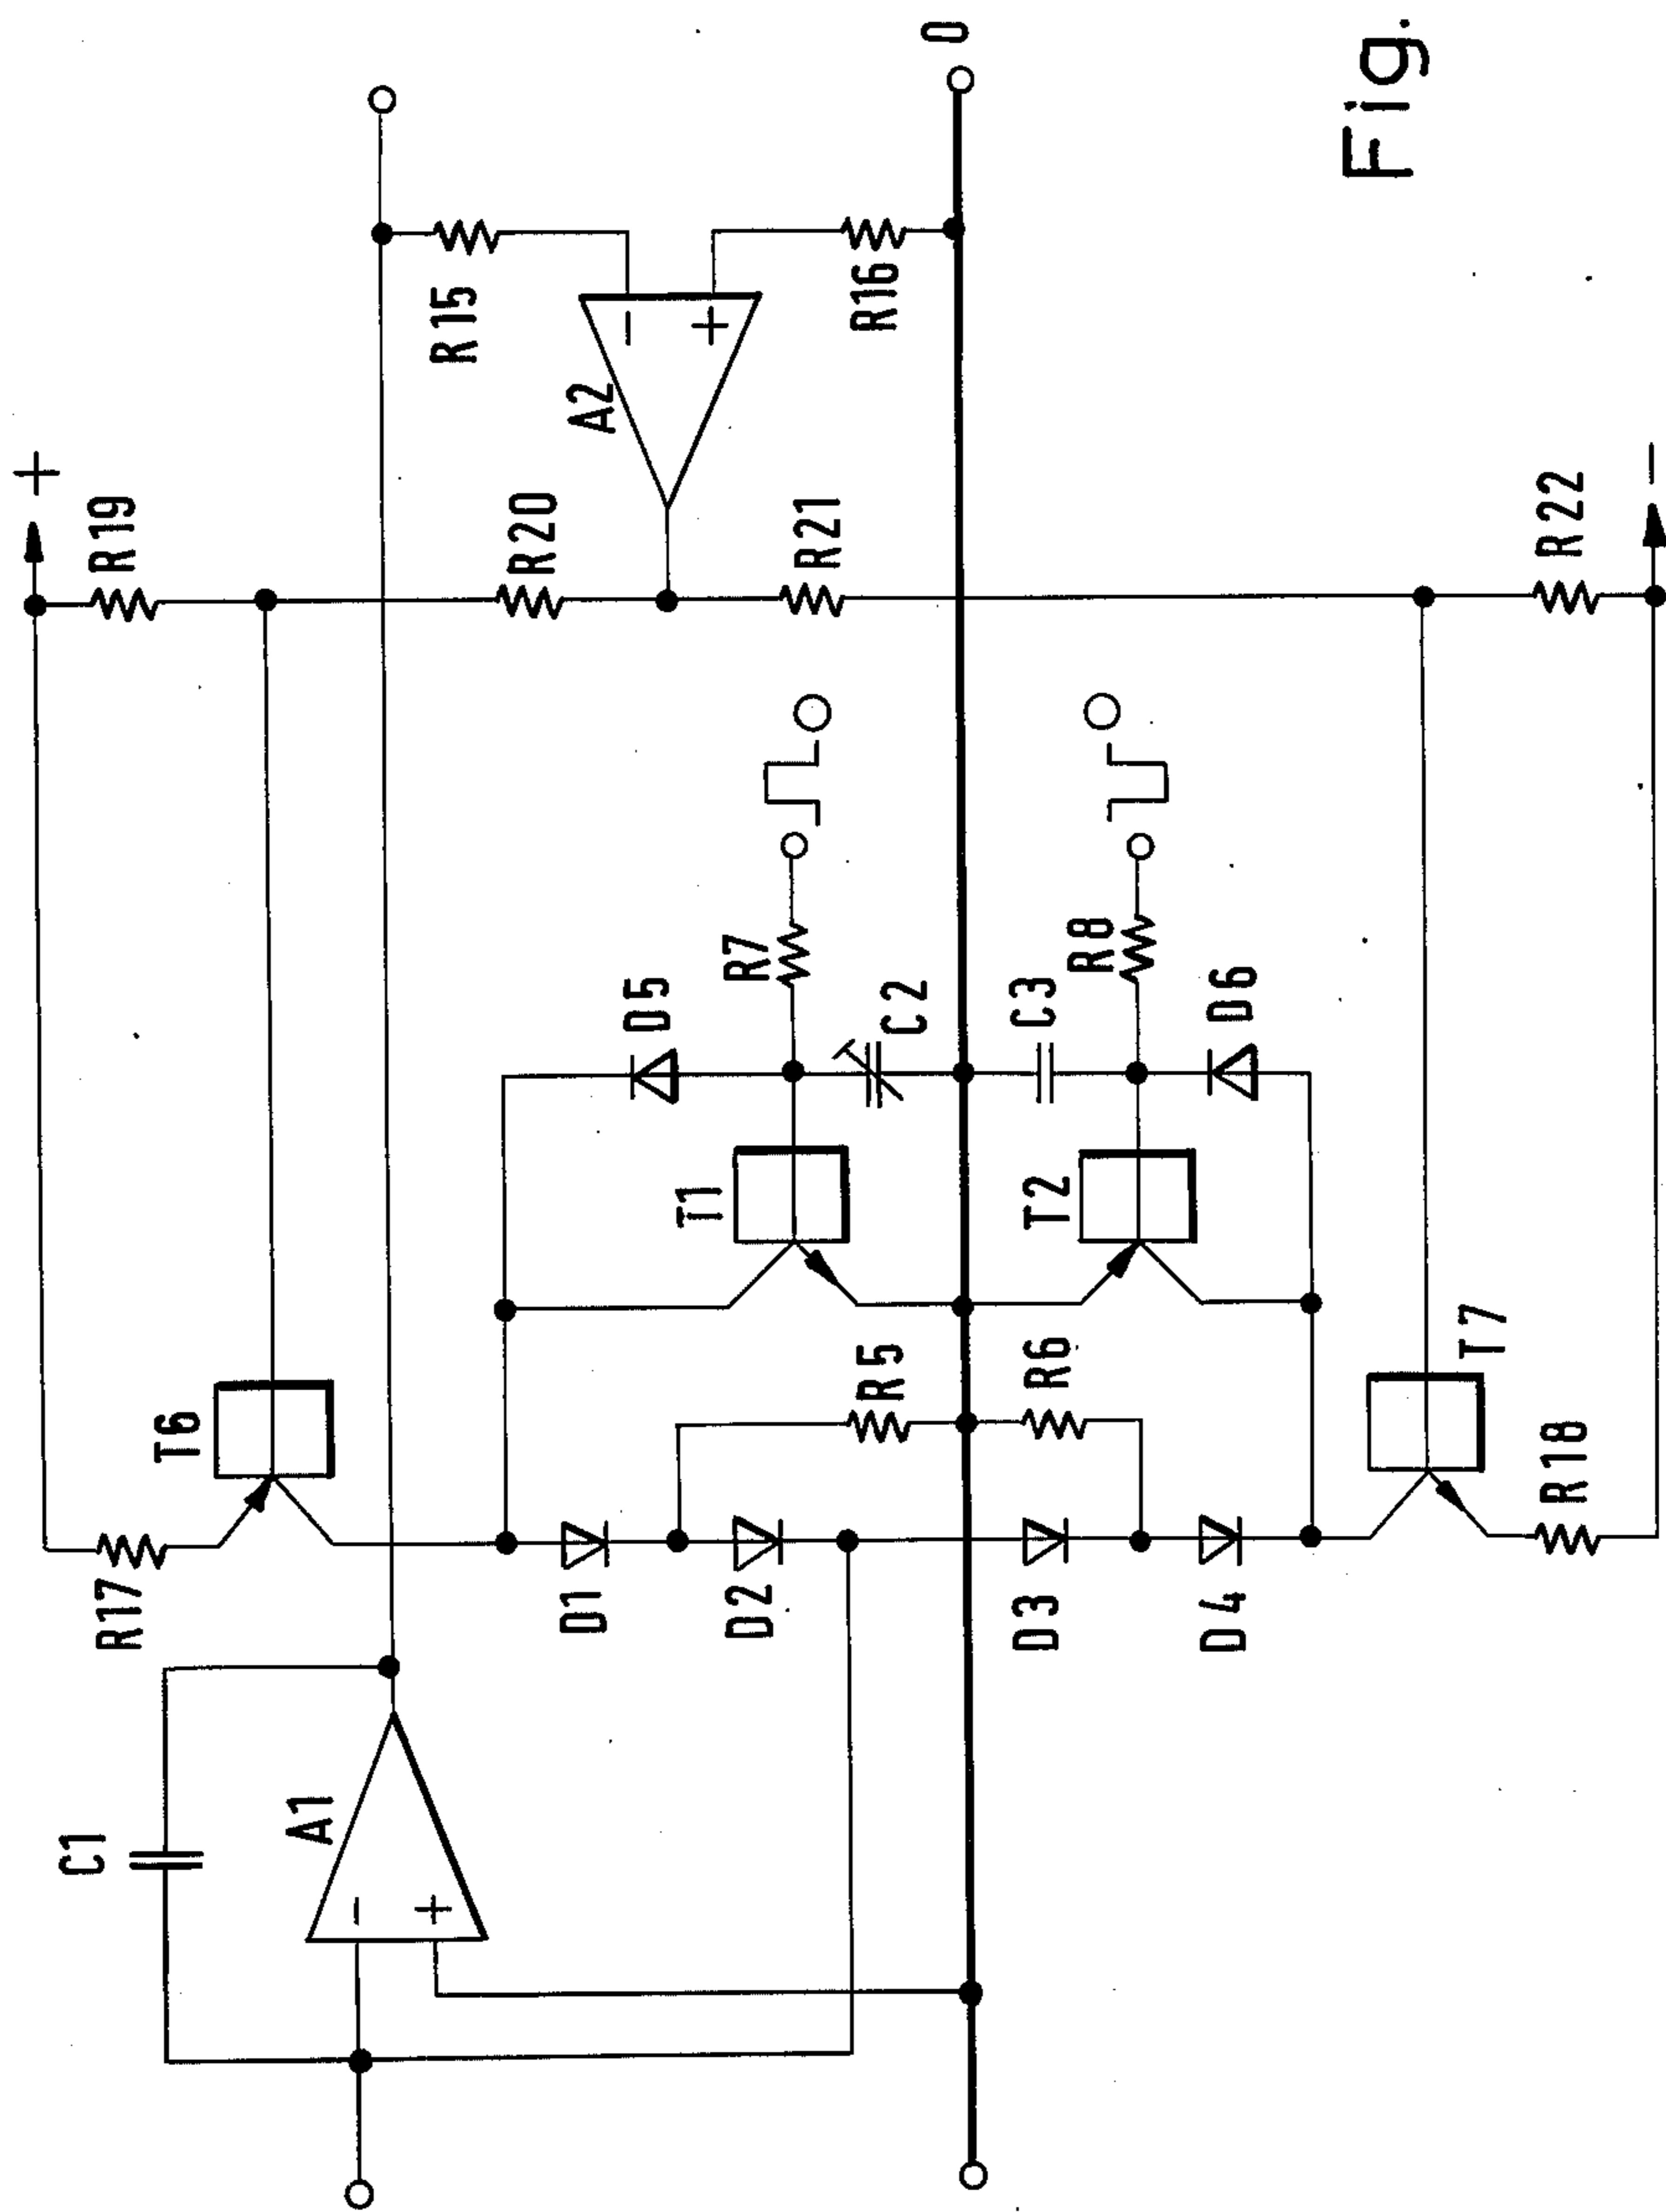 +
R19
0
R15
R17
T6
R20
A2
−
+
R16
C1
A1
−
+
D5
R7
R21
D1
T1
C2
D2
R5
C3
R8
R6
T2
D6
D3
D4
T7
R18
R22
−
Fig.